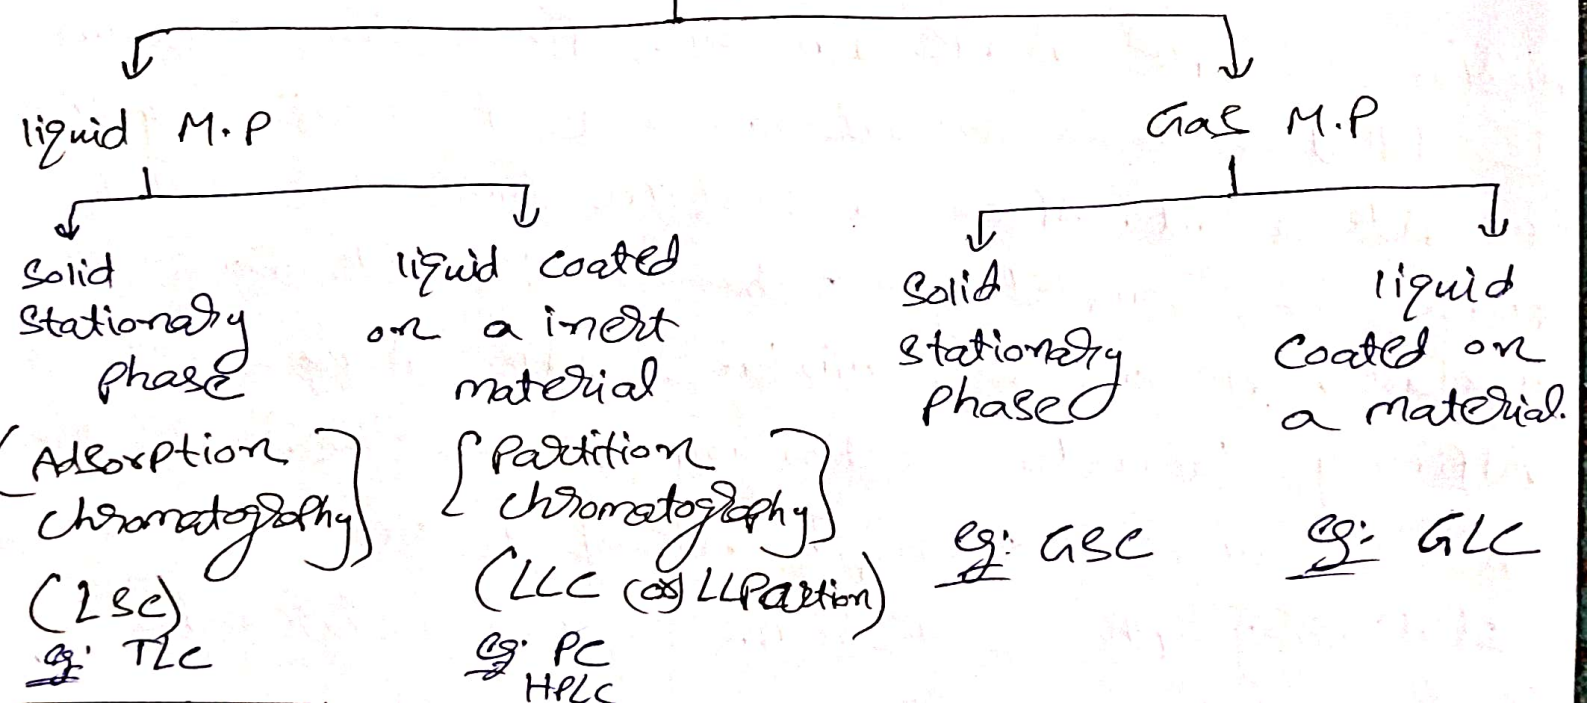 liquid M.P
Gas M.P
Solid
Stationary
phase
(Adsorption
chromatography]
(LSC)
eg: TLC
liquid coated
on a inert
material
[Partition
chromatography]
(LLC (or) LLPartion)
eg: PC
HPLC
Solid
Stationary
phase
eg: GSC
liquid
coated on
a material.
eg: GLC